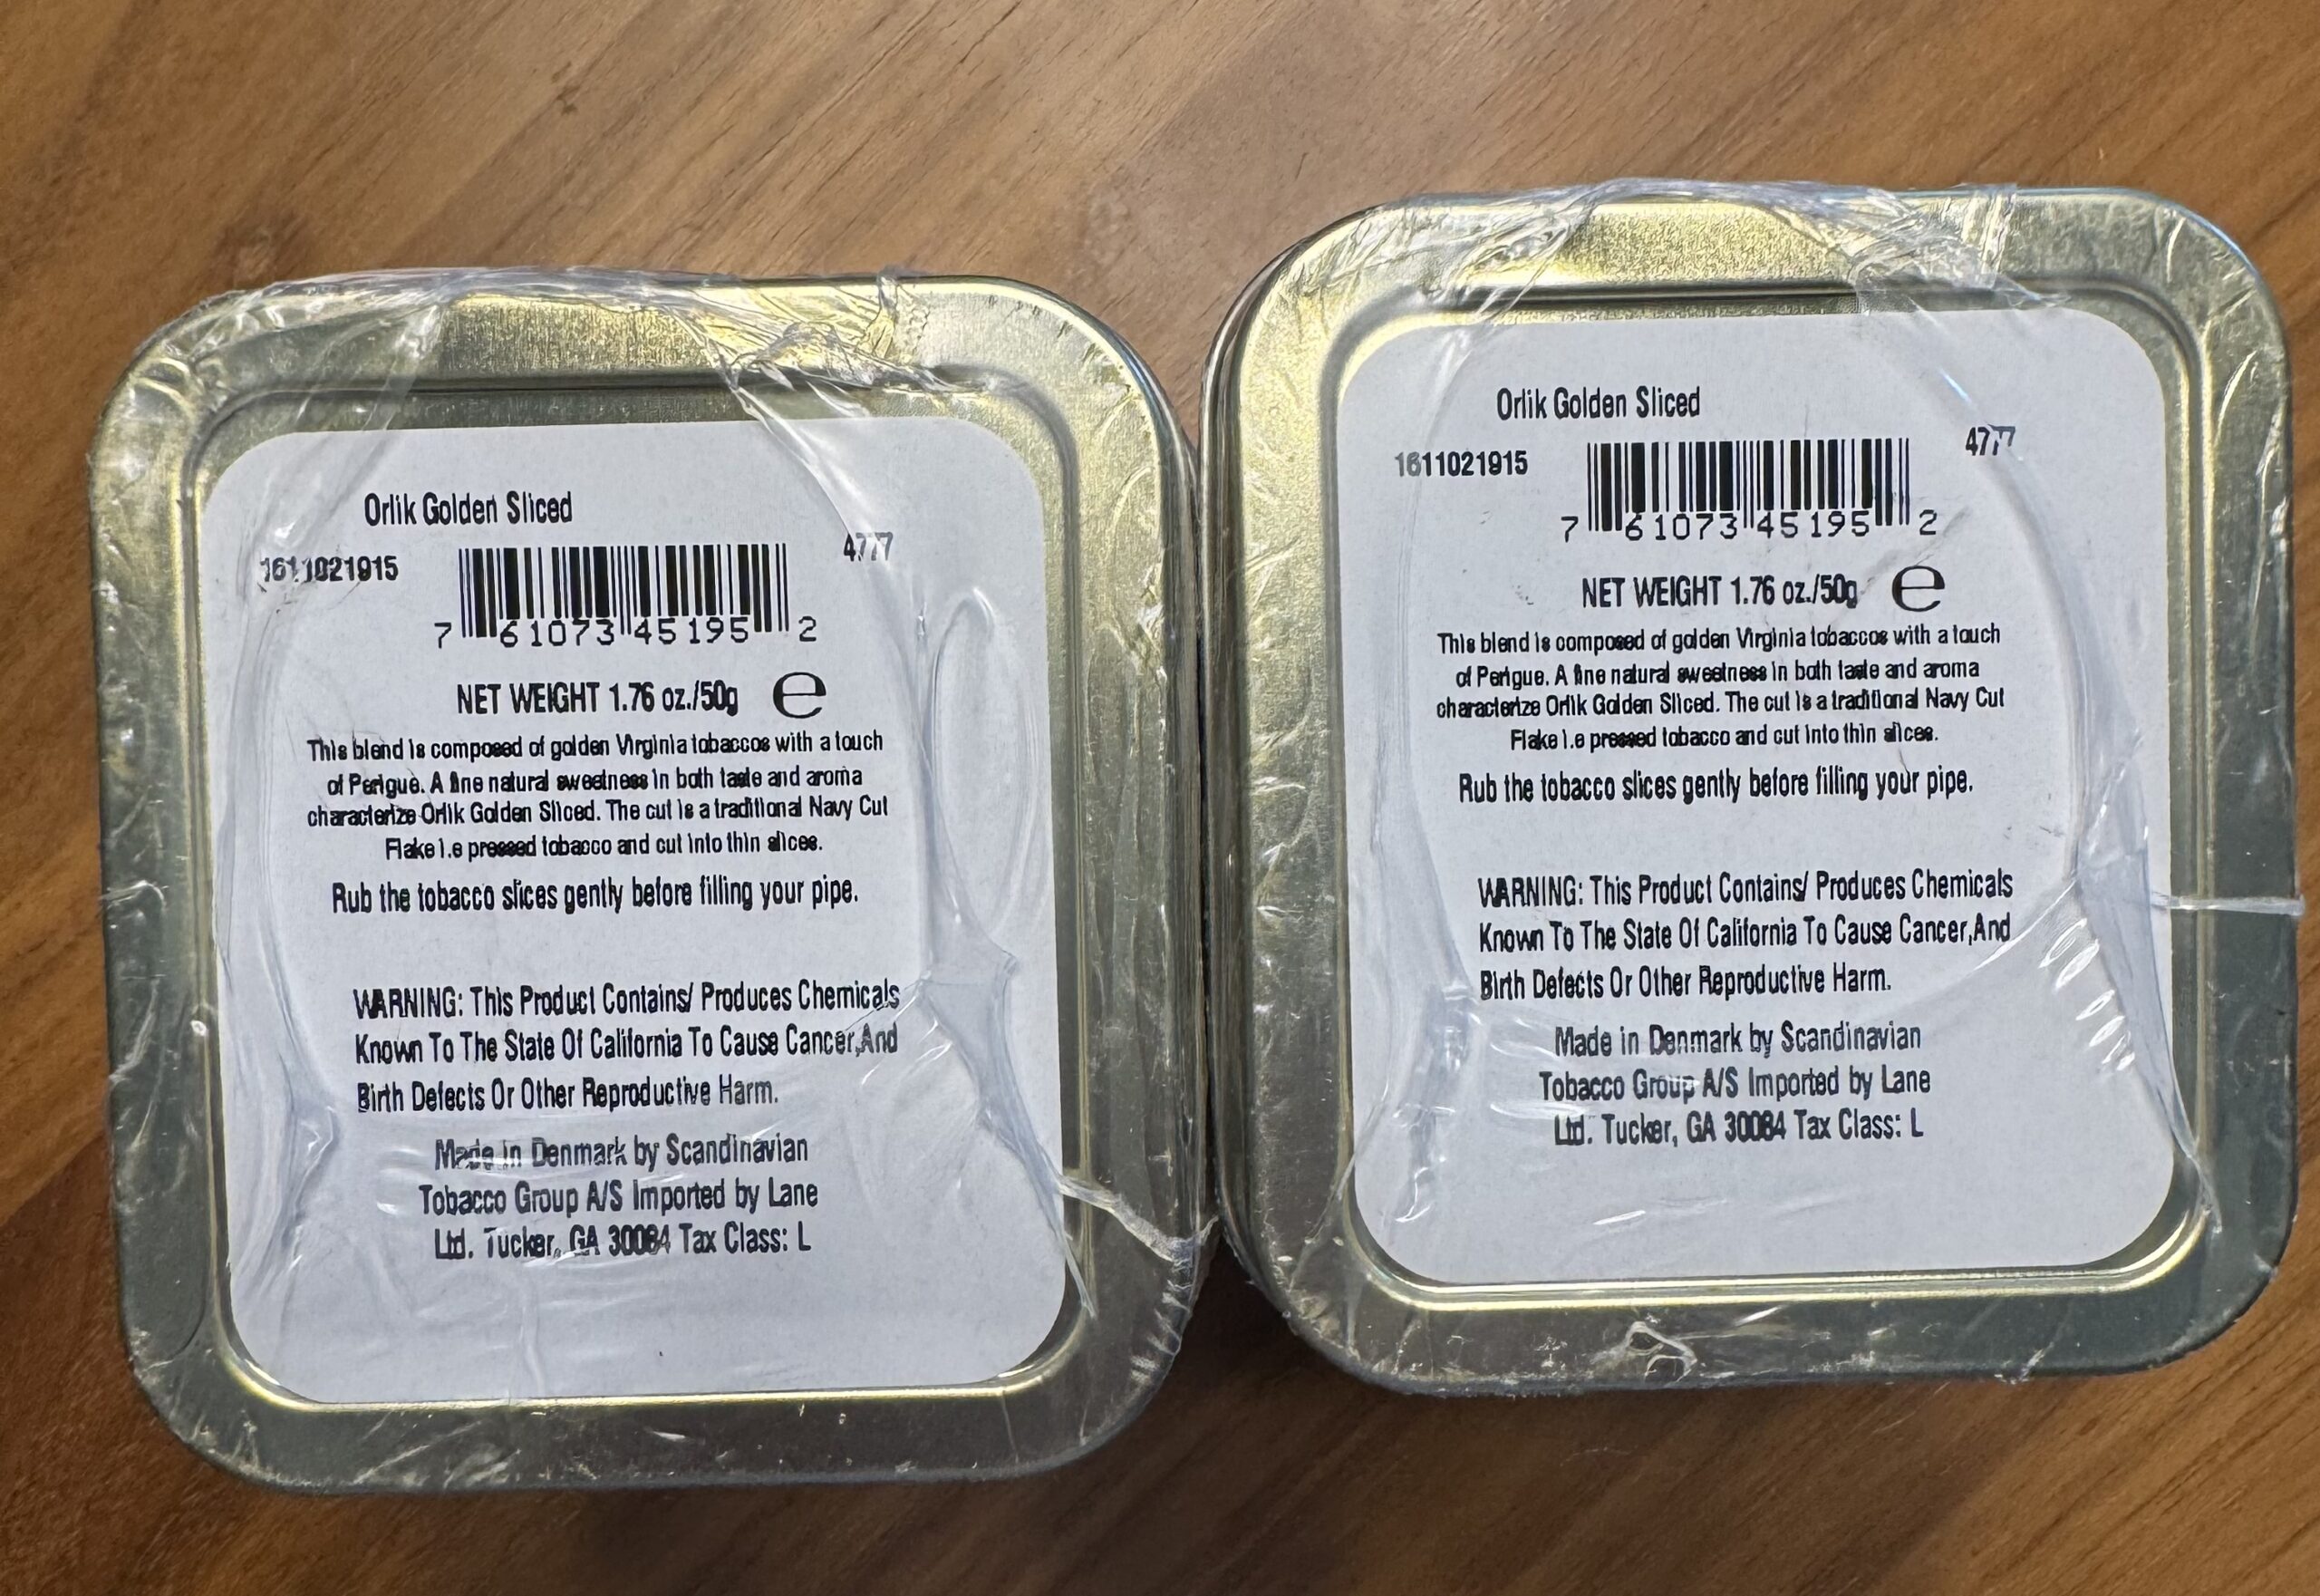 Orlik Golden Sliced
1611021915
4777
7 61073 45195 2
NET WEIGHT 1.76 oz./50g e
This blend is composed of golden Virginia tobaccos with a touch
of Perigue. A fine natural sweetness in both taste and aroma
characterize Orlik Golden Sliced. The cut is a traditional Navy Cut
Flake i.e pressed tobacco and cut into thin slices.
Rub the tobacco slices gently before filling your pipe.
WARNING: This Product Contains/ Produces Chemicals
Known To The State Of California To Cause Cancer,And
Birth Defects Or Other Reproductive Harm.
Made in Denmark by Scandinavian
Tobacco Group A/S Imported by Lane
Ltd. Tucker, GA 30084 Tax Class: L
Orlik Golden Sliced
1611021915
4777
7 61073 45195 2
NET WEIGHT 1.76 oz./50g e
This blend is composed of golden Virginia tobaccos with a touch
of Perigue. A fine natural sweetness in both taste and aroma
characterize Orlik Golden Sliced. The cut is a traditional Navy Cut
Flake i.e pressed tobacco and cut into thin slices.
Rub the tobacco slices gently before filling your pipe.
WARNING: This Product Contains/ Produces Chemicals
Known To The State Of California To Cause Cancer,And
Birth Defects Or Other Reproductive Harm.
Made in Denmark by Scandinavian
Tobacco Group A/S Imported by Lane
Ltd. Tucker, GA 30084 Tax Class: L